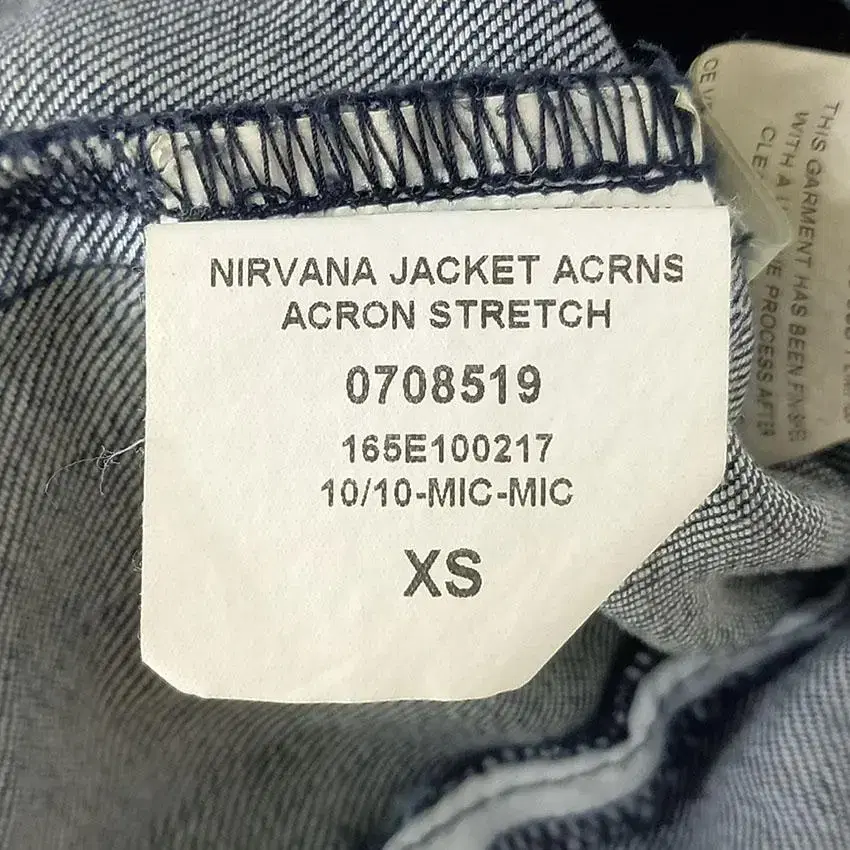 NIRVANA JACKET ACRNS
ACRON STRETCH
0708519
165E100217
10/10-MIC-MIC
XS
THIS GARMENT HAS BEEN
WITH A
PROCESS AFTER